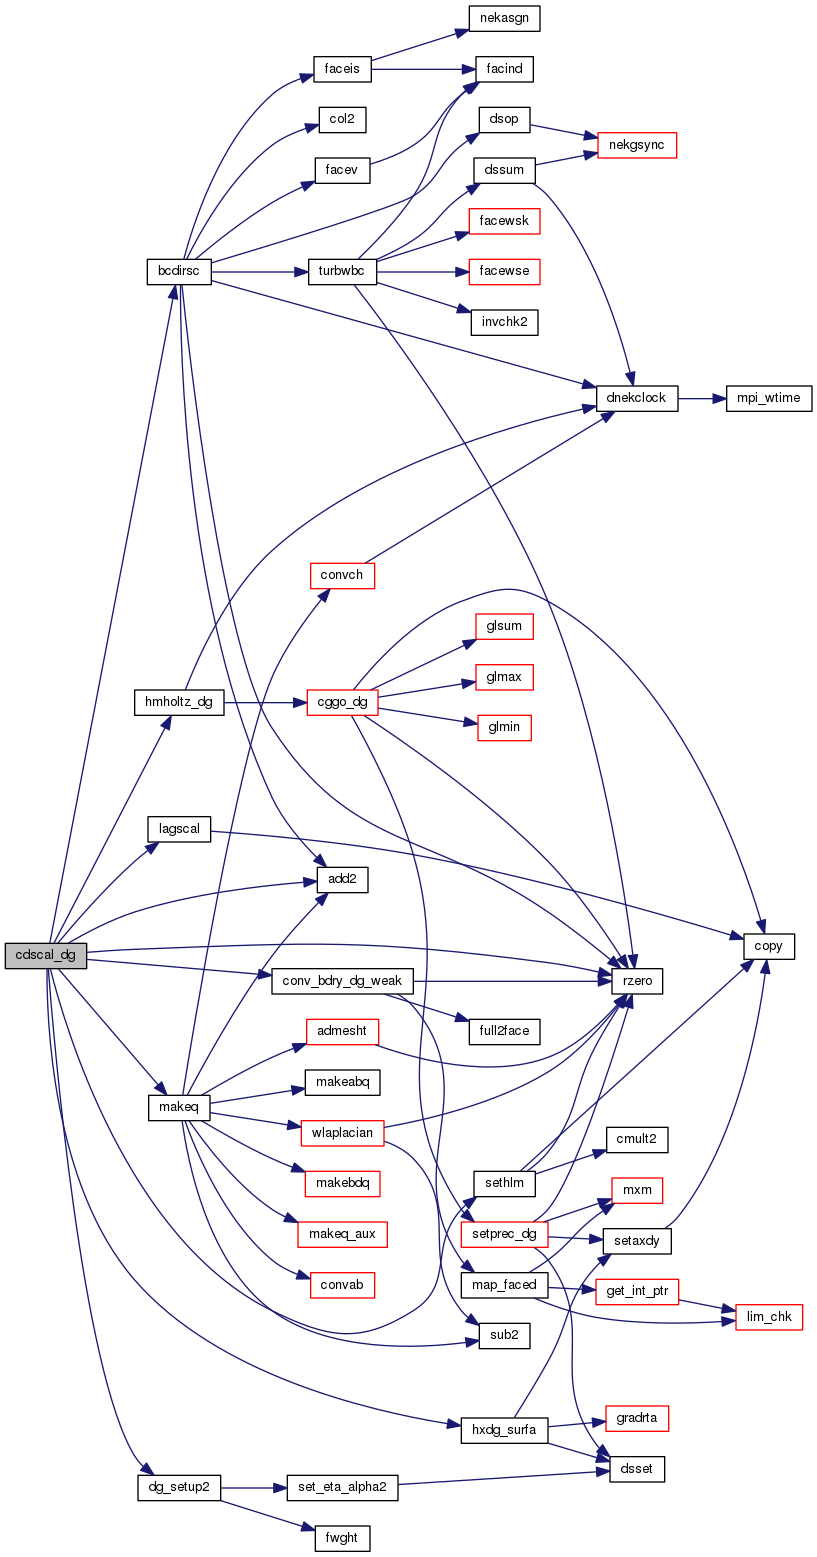 nekasgn
faceis
facind
col2
dsop
nekgsync
facev
dssum
facewsk
bcdirsc
turbwbc
facewse
invchk2
dnekclock
mpi_wtime
convch
glsum
glmax
hmholtz_dg
cggo_dg
glmin
lagscal
add2
copy
cdscal_dg
conv_bdry_dg_weak
rzero
admesht
full2face
makeabq
makeq
wlaplacian
cmult2
makebdq
sethlm
mxm
makeq_aux
setprec_dg
setaxdy
convab
map_faced
get_int_ptr
lim_chk
sub2
gradrta
hxdg_surfa
dsset
dg_setup2
set_eta_alpha2
fwght